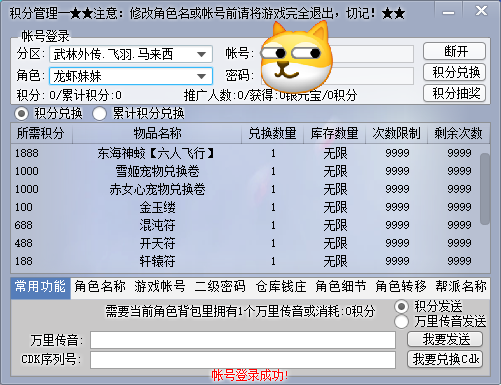 积分管理一★★注意：修改角色名或帐号前请将游戏完全退出，切记！★★
帐号登录
分区: 武林外传.飞羽.马来西 帐号: 断开
角色: 龙虾妹妹 密码: 积分兑换
积分: 0/累计积分:0 推广人数:0/获得:0银元宝/0积分 积分抽奖
积分兑换 累计积分兑换
所需积分 物品名称 兑换数量 库存数量 次数限制 剩余次数
1888 东海神蛟【六人飞行】 1 无限 9999 9999
1000 雪姬宠物兑换卷 1 无限 9999 9999
1000 赤文心宠物兑换卷 1 无限 9999 9999
100 金玉缕 1 无限 9999 9999
688 混沌符 1 无限 9999 9999
488 开天符 1 无限 9999 9999
188 轩辕符 1 无限 9999 9999
常用功能 角色名称 游戏帐号 二级密码 仓库钱庄 角色细节 角色转移 帮派名称
需要当前角色背包里拥有1个万里传音或消耗:0积分 积分发送
万里传音发送
万里传音: 我要发送
CDK序列号: 我要兑换Cdk
帐号登录成功!